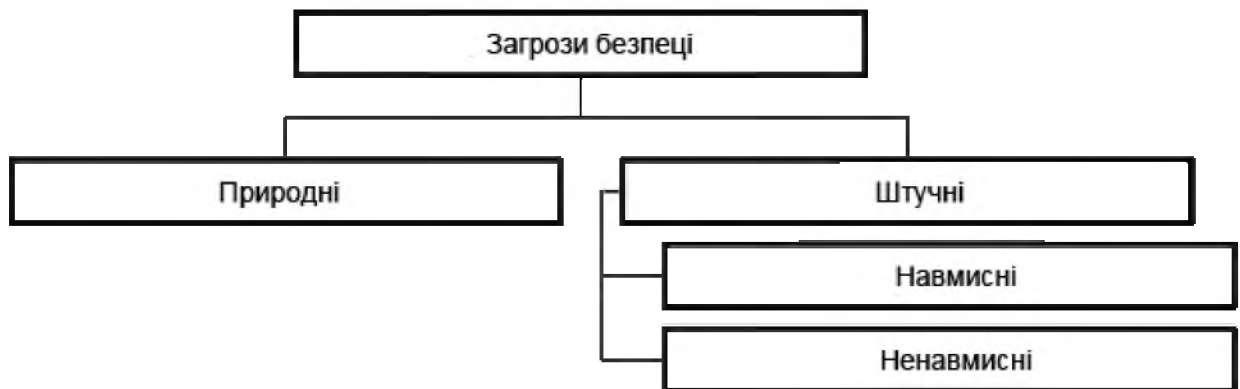 Загрози безпеці
Природні
Штучні
Навмисні
Ненавмисні